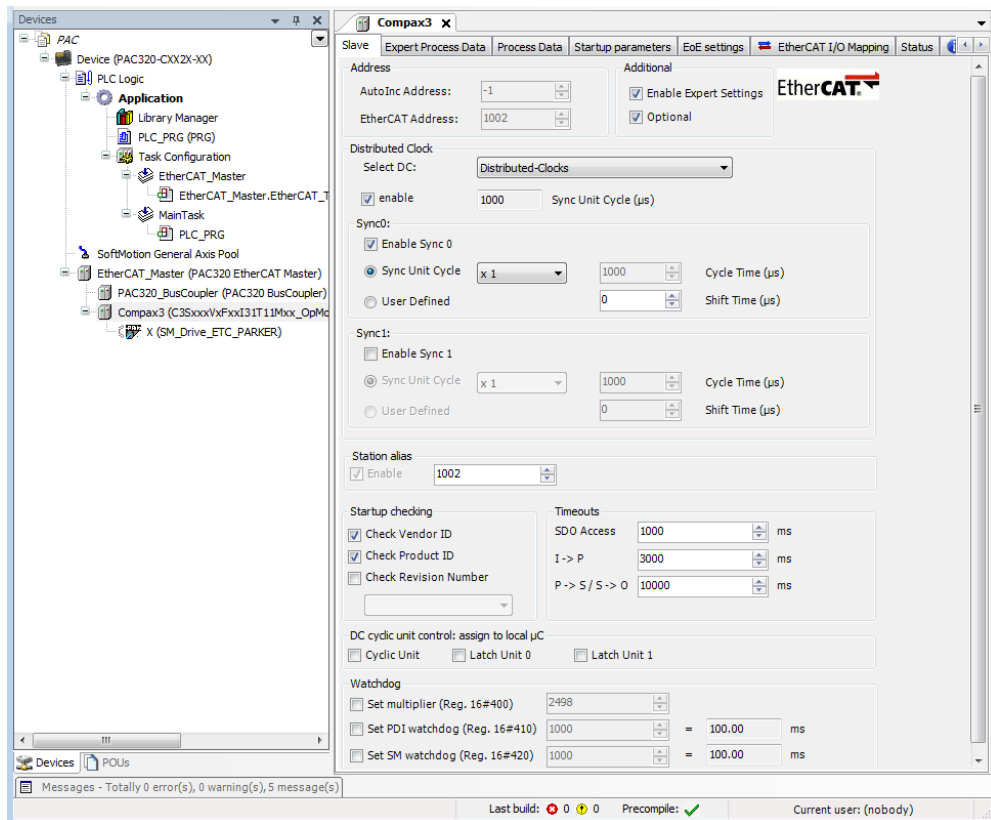 Devices
PAC
Device (PAC320-CXX2X-XX)
PLC Logic
Application
Library Manager
PLC_PRG (PRG)
Task Configuration
EtherCAT_Master
EtherCAT_Master.EtherCAT_T
MainTask
PLC_PRG
SoftMotion General Axis Pool
EtherCAT_Master (PAC320 EtherCAT Master)
PAC320_BusCoupler (PAC320 BusCoupler)
Compax3 (C3SxxxVxFxxI31T11Mxx_OpMo
X (SM_Drive_ETC_PARKER)
Devices POUs
Compax3
Slave Expert Process Data Process Data Startup parameters EoE settings EtherCAT I/O Mapping Status
Address
AutoInc Address: -1
EtherCAT Address: 1002
Additional
Enable Expert Settings
Optional
EtherCAT
Distributed Clock
Select DC: Distributed-Clocks
enable 1000 Sync Unit Cycle (µs)
Sync0:
Enable Sync 0
Sync Unit Cycle x 1 1000 Cycle Time (µs)
User Defined 0 Shift Time (µs)
Sync1:
Enable Sync 1
Sync Unit Cycle x 1 1000 Cycle Time (µs)
User Defined 0 Shift Time (µs)
Station alias
Enable 1002
Startup checking
Check Vendor ID
Check Product ID
Check Revision Number
Timeouts
SDO Access 1000 ms
I -> P 3000 ms
P -> S / S -> O 10000 ms
DC cyclic unit control: assign to local µC
Cyclic Unit Latch Unit 0 Latch Unit 1
Watchdog
Set multiplier (Reg. 16#400) 2498
Set PDI watchdog (Reg. 16#410) 1000 = 100.00 ms
Set SM watchdog (Reg. 16#420) 1000 = 100.00 ms
Messages - Totally 0 error(s), 0 warning(s), 5 message(s)
Last build: 0 0 Precompile: Current user: (nobody)